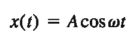 x(t) = A cos ωt